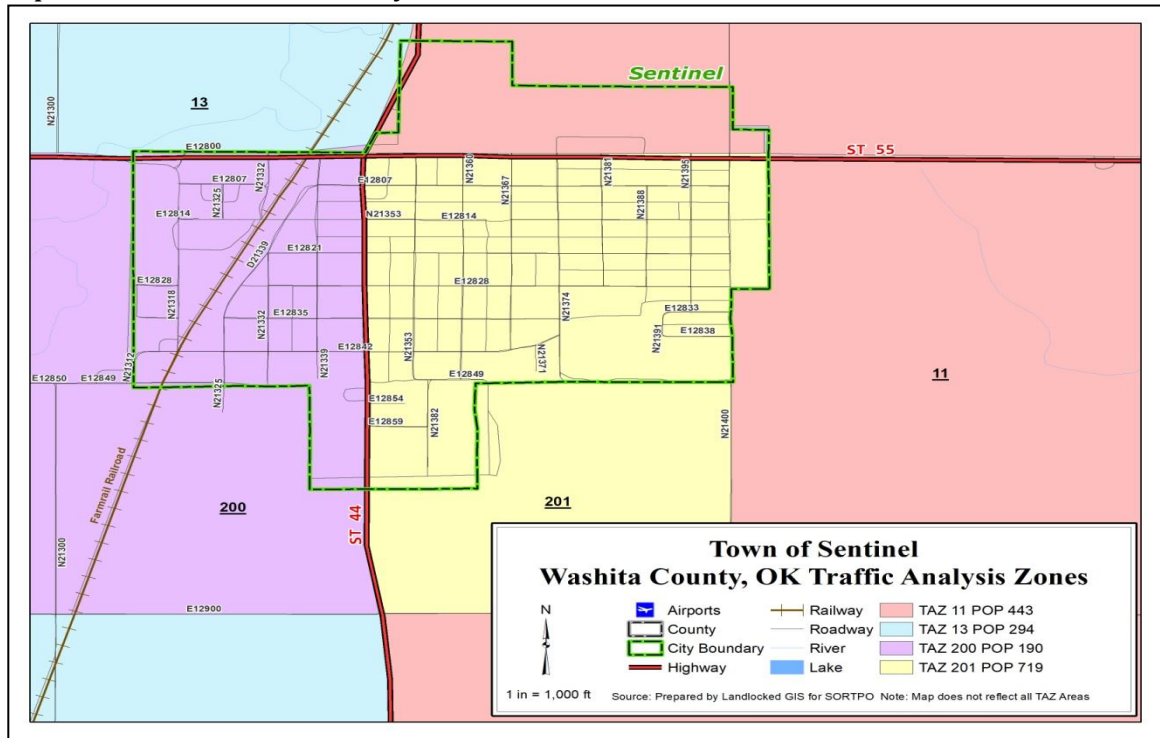 Sentinel
13
N21300
E12800
ST 55
E12807
N21325
N21332
E12807
N21360
N21367
N21381
N21388
N21395
E12814
N21353
E12814
D21339
E12821
E12828
E12828
N21318
N21374
E12833
E12835
N21332
E12838
N21391
N21353
E12842
N21339
N21371
N21312
E12850
E12849
N21325
E12849
11
E12854
E12859
N21382
N21400
Farmrail Railroad
200
201
ST 44
N21300
E12900
Town of Sentinel
Washita County, OK Traffic Analysis Zones
N
Airports
County
City Boundary
Highway
Railway
Roadway
River
Lake
TAZ 11 POP 443
TAZ 13 POP 294
TAZ 200 POP 190
TAZ 201 POP 719
1 in = 1,000 ft
Source: Prepared by Landlocked GIS for SORTPO Note: Map does not reflect all TAZ Areas